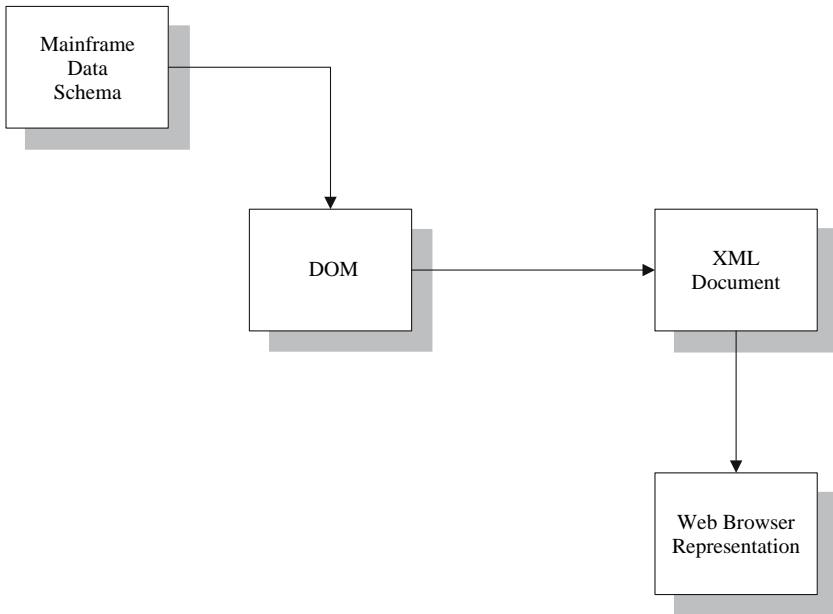 Mainframe
Data
Schema
DOM
XML
Document
Web Browser
Representation